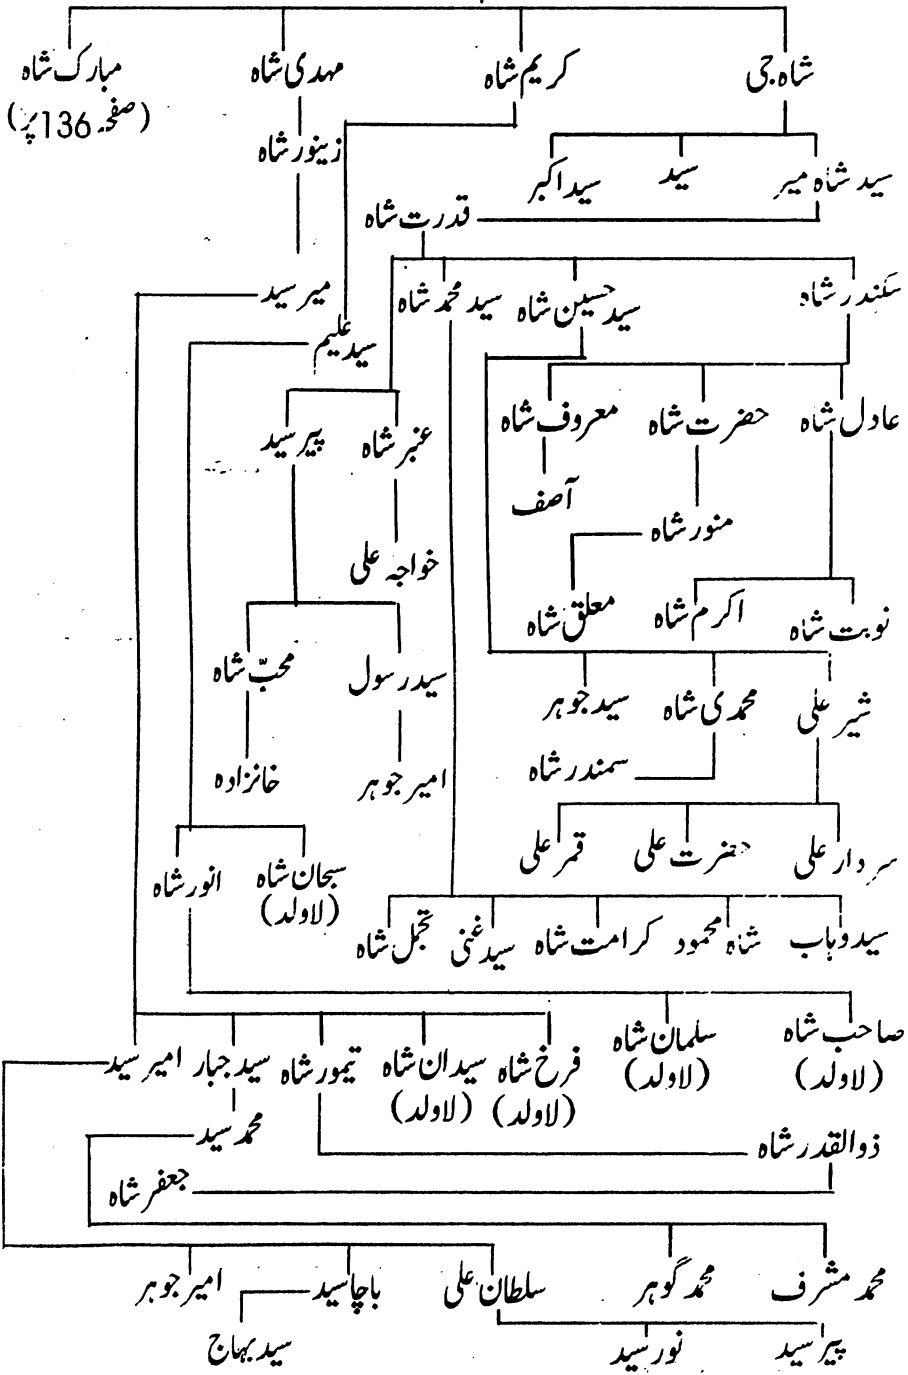 شاہ جی کریم شاہ مہدی شاہ مبارک شاہ
(صفحہ 136 پر)
زینور شاہ
سید شاہ میر سید سید اکبر
قدرت شاہ
سکندر شاہ سید حسین شاہ سید محمد شاہ میر سید
سید علیم
عادل شاہ حضرت شاہ معروف شاہ عنبر شاہ پیر سید
آصف
منور شاہ
خواجہ علی
نوبت شاہ اکرم شاہ معلق شاہ
سید رسول محبّ شاہ
شیر علی محمدی شاہ سید جوہر
سمندر شاہ امیر جوہر خانزادہ
سردار علی حضرت علی قمر علی
سبحان شاہ انور شاہ
(لاولد)
سید وہاب شاہ محمود کرامت شاہ سید غنی تجمل شاہ
صاحب شاہ سلمان شاہ
(لاولد) (لاولد)
فرخ شاہ سیدان شاہ تیمور شاہ سید جبار امیر سید
(لاولد) (لاولد)
محمد سید
ذوالقدر شاہ
جعفر شاہ
محمد مشرف محمد گوہر سلطان علی باچا سید امیر جوہر
پیر سید نور سید سید بہاج